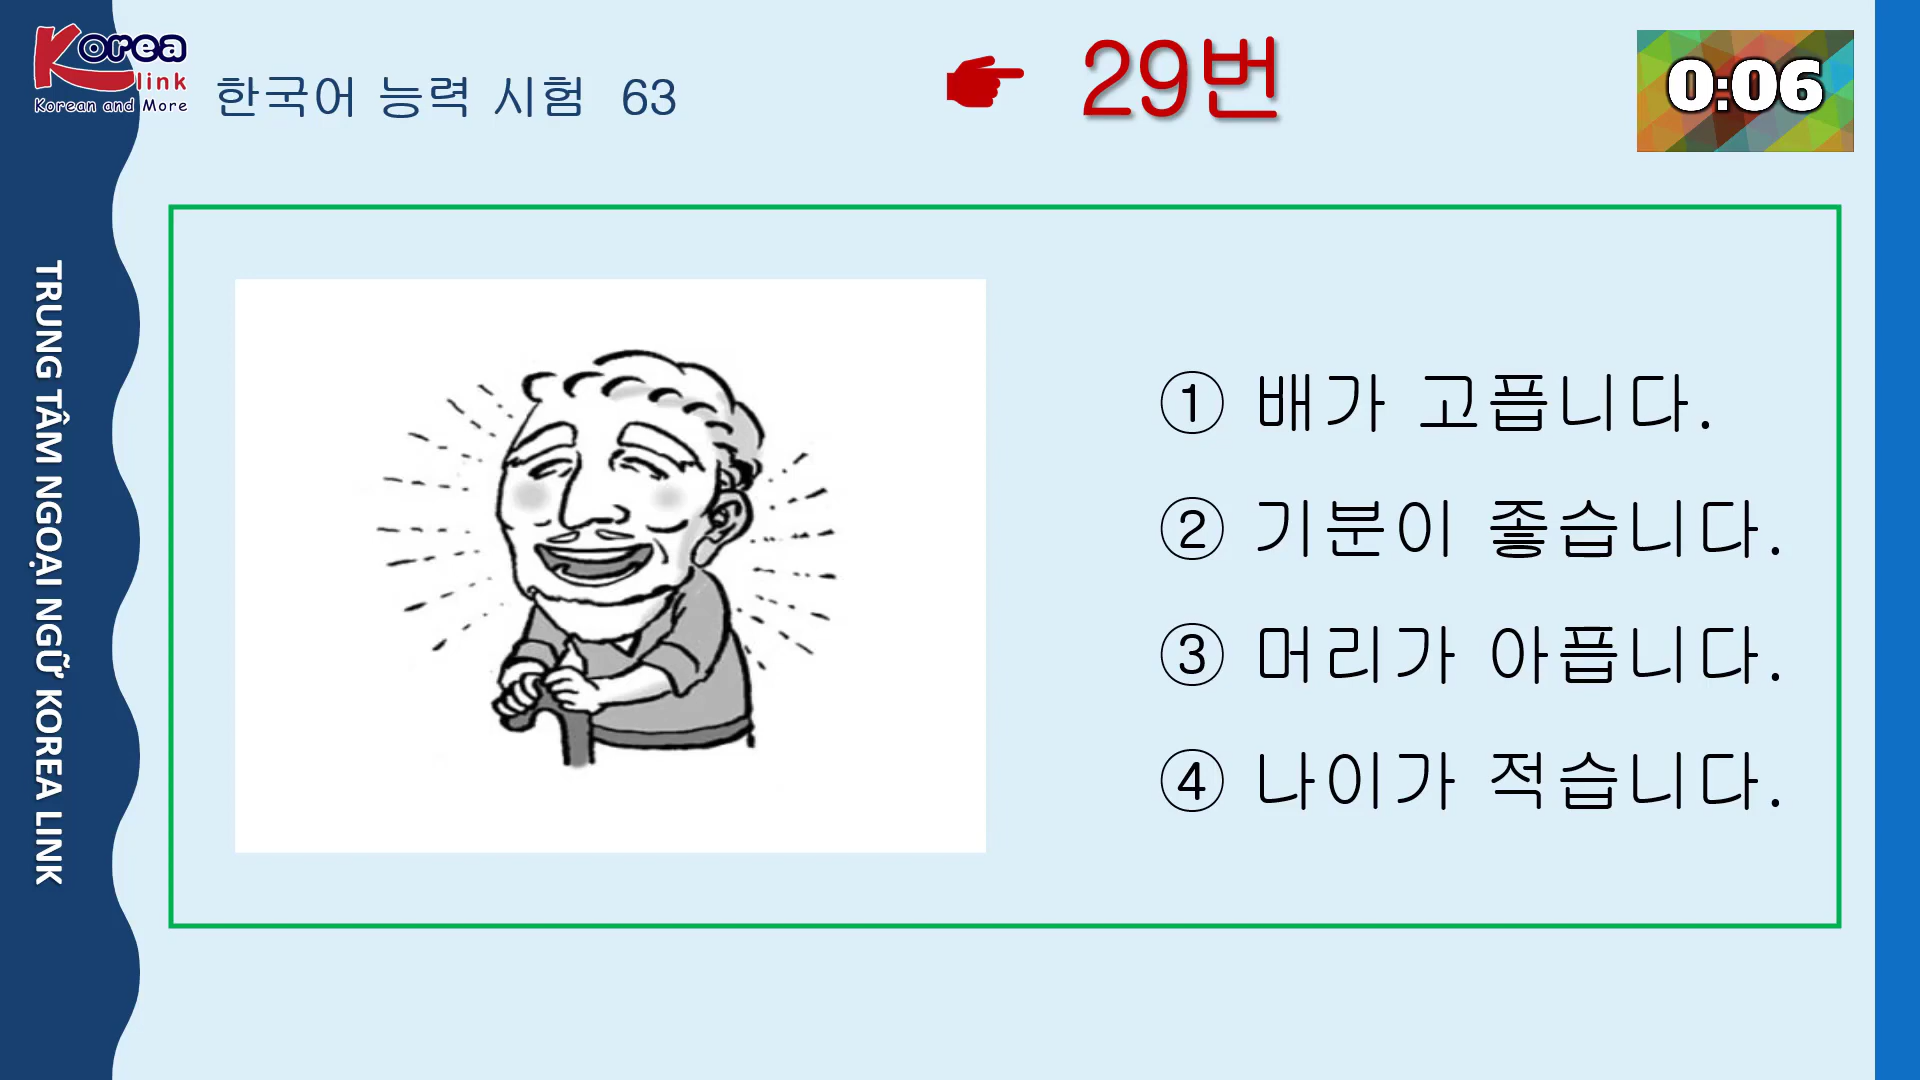 Korea
link
Korean and More
한국어 능력 시험 63
29번
0:06
TRUNG TÂM NGOẠI NGỮ KOREA LINK
① 배가 고픕니다.
② 기분이 좋습니다.
③ 머리가 아픕니다.
④ 나이가 적습니다.